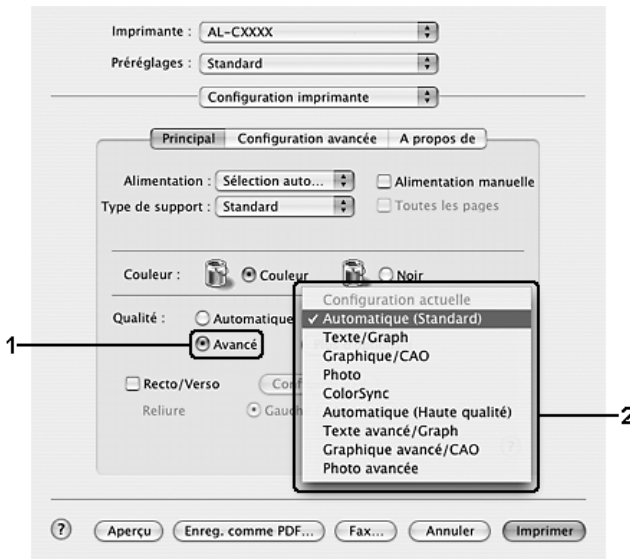 Imprimante : AL-CXXXX
Préréglages : Standard
Configuration imprimante
Principal Configuration avancée A propos de
Alimentation : Sélection auto... Alimentation manuelle
Type de support : Standard Toutes les pages
Couleur : Couleur Noir
Configuration actuelle
Qualité : Automatique ✓ Automatique (Standard)
Texte/Graph
1 Avancé Graphique/CAO
Photo
Recto/Verso ColorSync
Automatique (Haute qualité)
Reliure Texte avancé/Graph 2
Graphique avancé/CAO ?
Photo avancée
? Aperçu Enreg. comme PDF... Fax... Annuler Imprimer